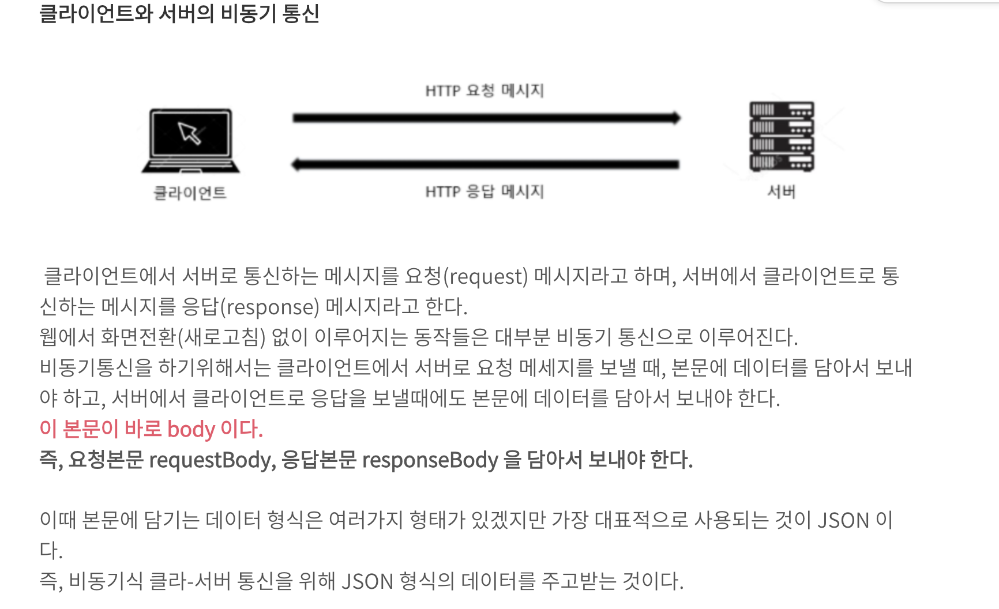 클라이언트와 서버의 비동기 통신
HTTP 요청 메시지
클라이언트
서버
HTTP 응답 메시지
클라이언트에서 서버로 통신하는 메시지를 요청(request) 메시지라고 하며, 서버에서 클라이언트로 통
신하는 메시지를 응답(response) 메시지라고 한다.
웹에서 화면전환(새로고침) 없이 이루어지는 동작들은 대부분 비동기 통신으로 이루어진다.
비동기통신을 하기위해서는 클라이언트에서 서버로 요청 메세지를 보낼 때, 본문에 데이터를 담아서 보내
야 하고, 서버에서 클라이언트로 응답을 보낼때에도 본문에 데이터를 담아서 보내야 한다.
이 본문이 바로 body 이다.
즉, 요청본문 requestBody, 응답본문 responseBody 을 담아서 보내야 한다.
이때 본문에 담기는 데이터 형식은 여러가지 형태가 있겠지만 가장 대표적으로 사용되는 것이 JSON 이
다.
즉, 비동기식 클라-서버 통신을 위해 JSON 형식의 데이터를 주고받는 것이다.